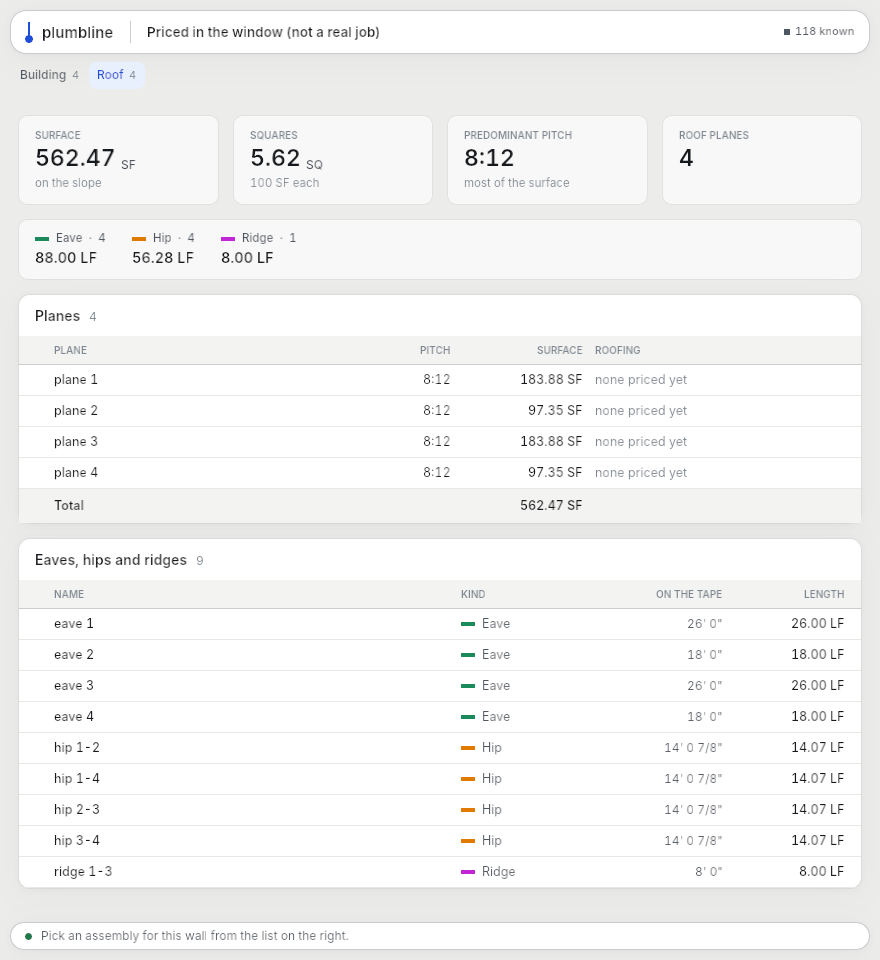 plumbline Priced in the window (not a real job) 118 known
Building 4 Roof 4
SURFACE SQUARES PREDOMINANT PITCH ROOF PLANES
562.47 SF 5.62 SQ 8:12 4
on the slope 100 SF each most of the surface
Eave · 4 Hip · 4 Ridge · 1
88.00 LF 56.28 LF 8.00 LF
Planes 4
PLANE PITCH SURFACE ROOFING
plane 1 8:12 183.88 SF none priced yet
plane 2 8:12 97.35 SF none priced yet
plane 3 8:12 183.88 SF none priced yet
plane 4 8:12 97.35 SF none priced yet
Total 562.47 SF
Eaves, hips and ridges 9
NAME KIND ON THE TAPE LENGTH
eave 1 Eave 26' 0" 26.00 LF
eave 2 Eave 18' 0" 18.00 LF
eave 3 Eave 26' 0" 26.00 LF
eave 4 Eave 18' 0" 18.00 LF
hip 1-2 Hip 14' 0 7/8" 14.07 LF
hip 1-4 Hip 14' 0 7/8" 14.07 LF
hip 2-3 Hip 14' 0 7/8" 14.07 LF
hip 3-4 Hip 14' 0 7/8" 14.07 LF
ridge 1-3 Ridge 8' 0" 8.00 LF
Pick an assembly for this wall from the list on the right.